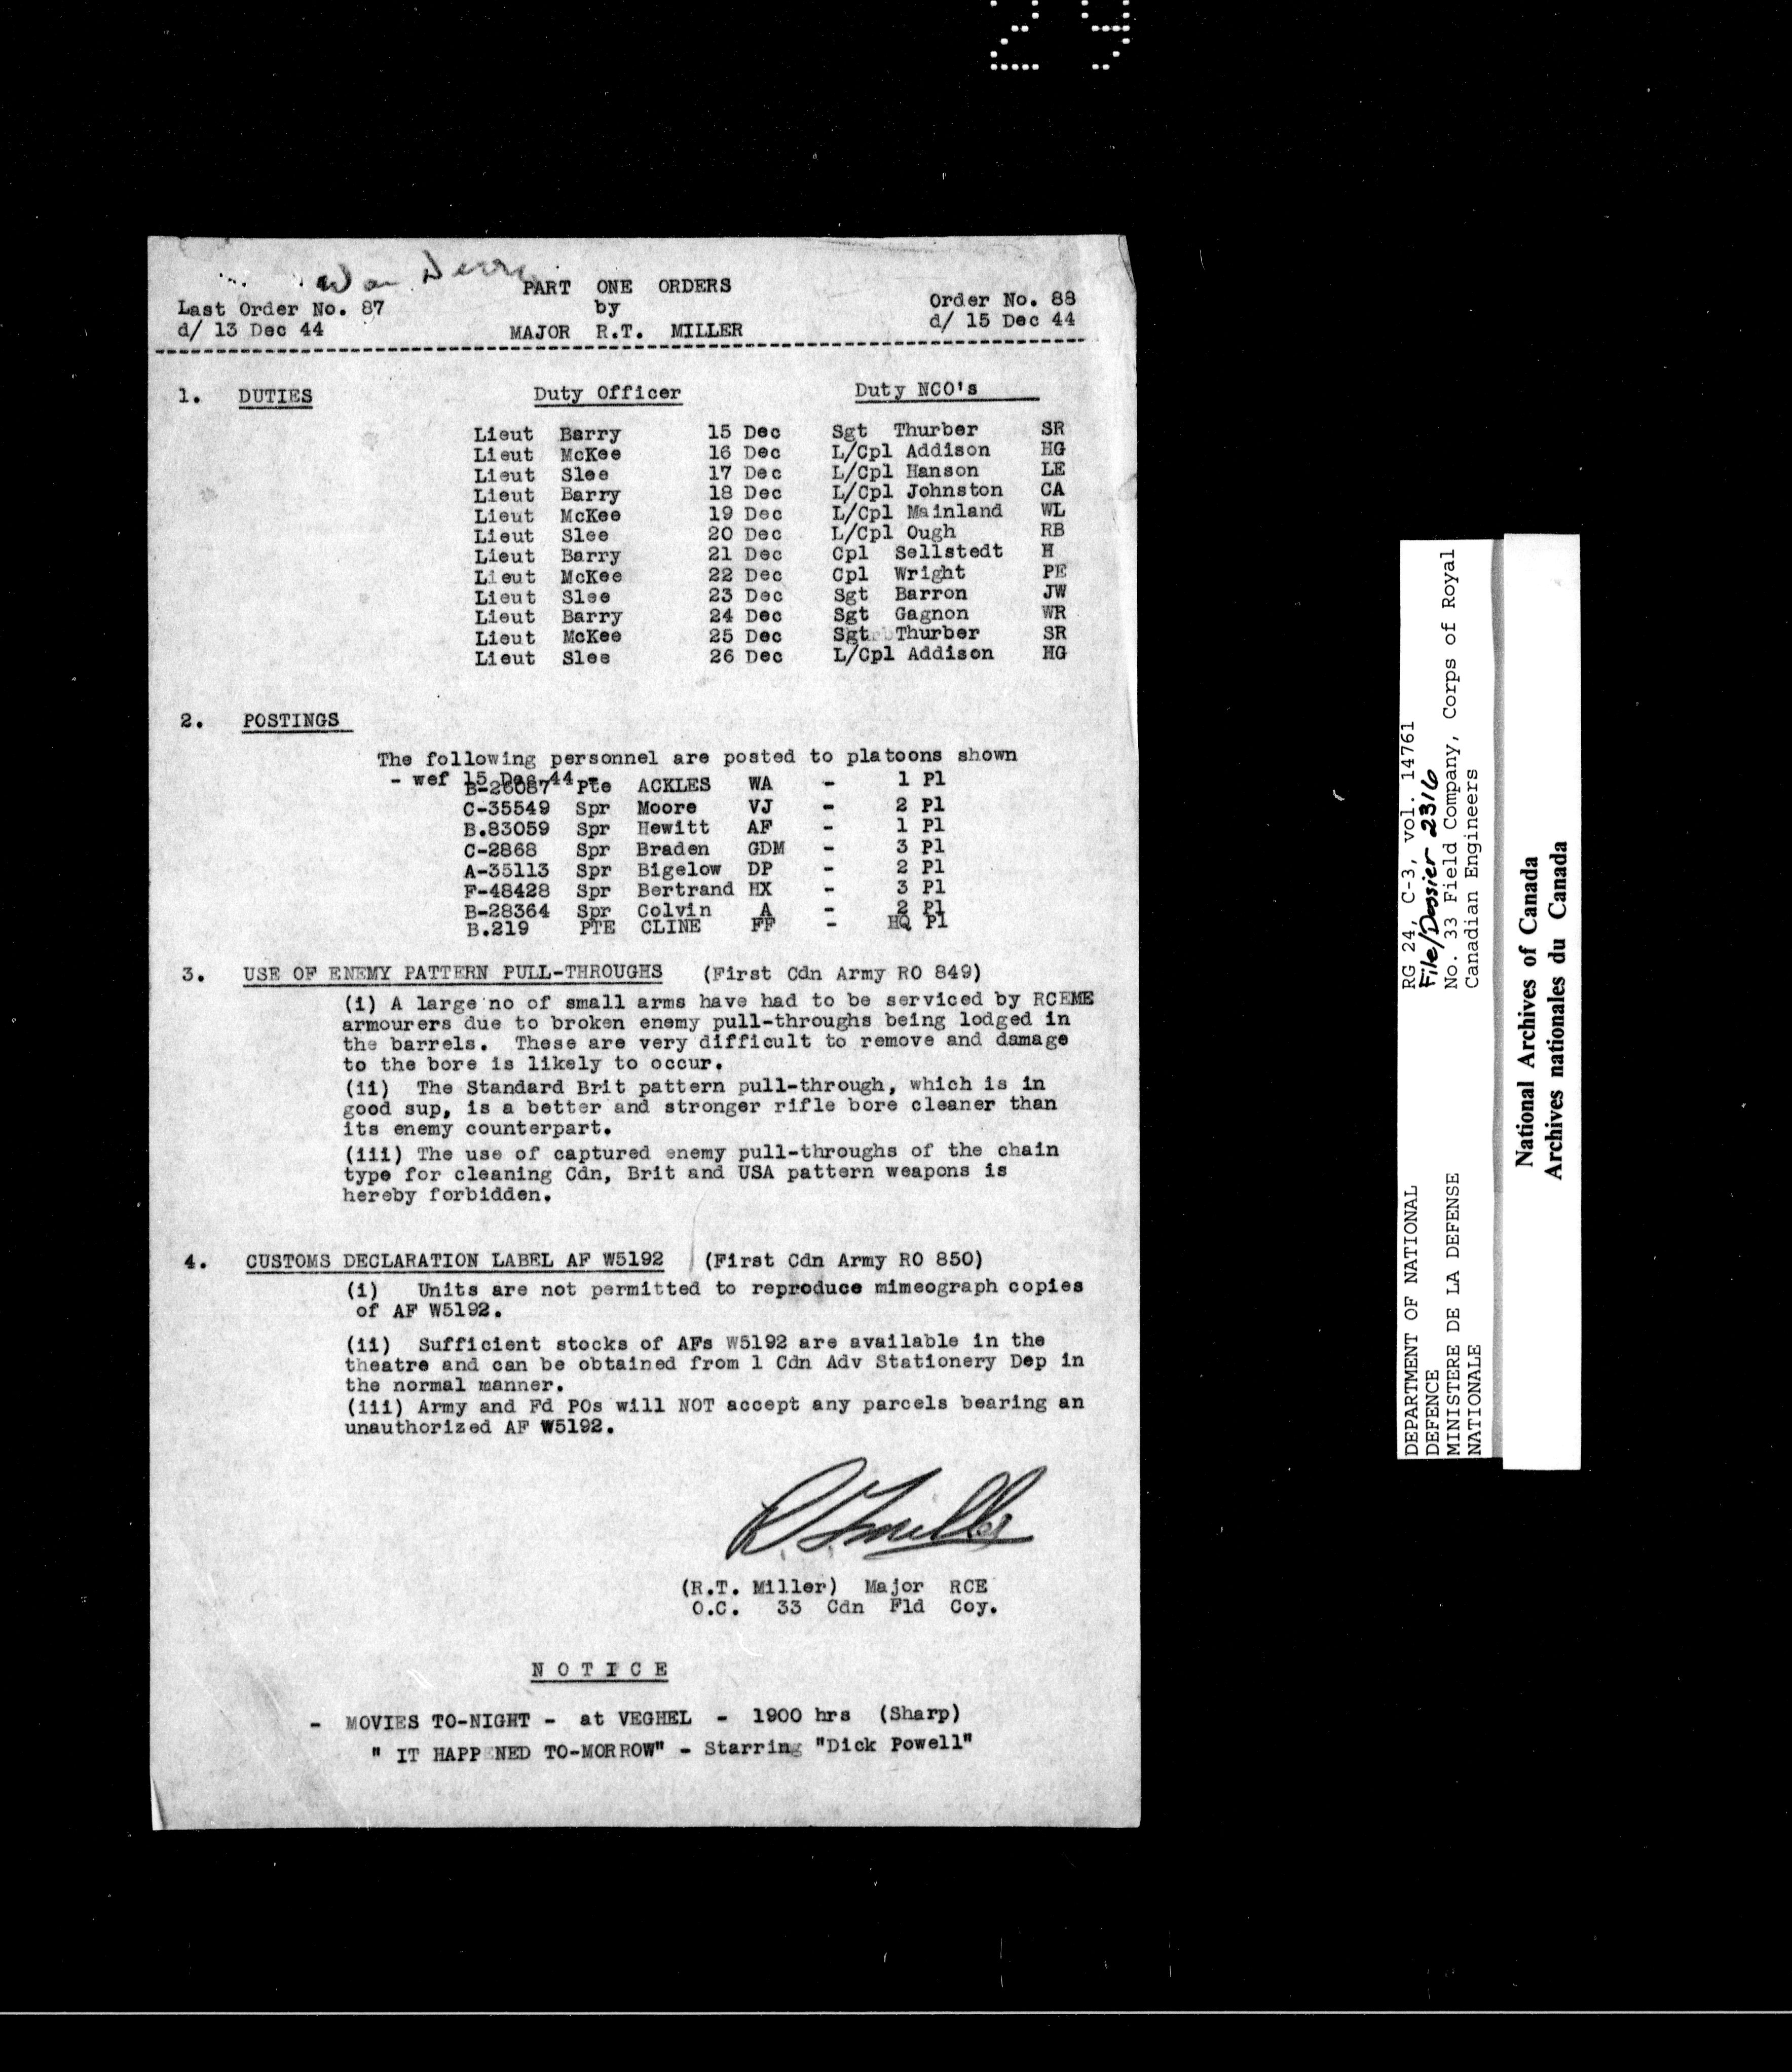 29
PART ONE ORDERS
by
MAJOR R.T. MILLER
Last Order No. 87
d/ 13 Dec 44
Order No. 88
d/ 15 Dec 44
1. DUTIES Duty Officer Duty NCO's
Lieut Barry 15 Dec Sgt Thurber SR
Lieut McKee 16 Dec L/Cpl Addison HG
Lieut Slee 17 Dec L/Cpl Hanson LE
Lieut Barry 18 Dec L/Cpl Johnston CA
Lieut McKee 19 Dec L/Cpl Mainland WL
Lieut Slee 20 Dec L/Cpl Ough RB
Lieut Barry 21 Dec Cpl Sellstedt H
Lieut McKee 22 Dec Cpl Wright PE
Lieut Slee 23 Dec Sgt Barron JW
Lieut Barry 24 Dec Sgt Gagnon WR
Lieut McKee 25 Dec Sgt Thurber SR
Lieut Slee 26 Dec L/Cpl Addison HG
2. POSTINGS
The following personnel are posted to platoons shown
- wef 15 Dec 44 -
Pte ACKLES WA - 1 Pl
C-35549 Spr Moore VJ - 2 Pl
B.83059 Spr Hewitt AF - 1 Pl
C-2868 Spr Braden GDM - 3 Pl
A-35113 Spr Bigelow DP - 2 Pl
F-48428 Spr Bertrand HX - 3 Pl
B-28364 Spr Colvin A - 2 Pl
B.219 PTE CLINE FF - HQ Pl
3. USE OF ENEMY PATTERN PULL-THROUGHS (First Cdn Army RO 849)
(i) A large no of small arms have had to be serviced by RCEME
armourers due to broken enemy pull-throughs being lodged in
the barrels. These are very difficult to remove and damage
to the bore is likely to occur.
(ii) The Standard Brit pattern pull-through, which is in
good sup, is a better and stronger rifle bore cleaner than
its enemy counterpart.
(iii) The use of captured enemy pull-throughs of the chain
type for cleaning Cdn, Brit and USA pattern weapons is
hereby forbidden.
4. CUSTOMS DECLARATION LABEL AF W5192 (First Cdn Army RO 850)
(i) Units are not permitted to reproduce mimeograph copies
of AF W5192.
(ii) Sufficient stocks of AFs W5192 are available in the
theatre and can be obtained from 1 Cdn Adv Stationery Dep in
the normal manner.
(iii) Army and Fd POs will NOT accept any parcels bearing an
unauthorized AF W5192.
(R.T. Miller) Major RCE
O.C. 33 Cdn Fld Coy.
N O T I C E
- MOVIES TO-NIGHT - at VEGHEL - 1900 hrs (Sharp)
" IT HAPPENED TO-MORROW" - Starring "Dick Powell"
DEPARTMENT OF NATIONAL
DEFENCE
MINISTERE DE LA DEFENSE
NATIONALE
RG 24, C-3, vol. 14761
File/Dossier 2316
No. 33 Field Company, Corps of Royal
Canadian Engineers
National Archives of Canada
Archives nationales du Canada